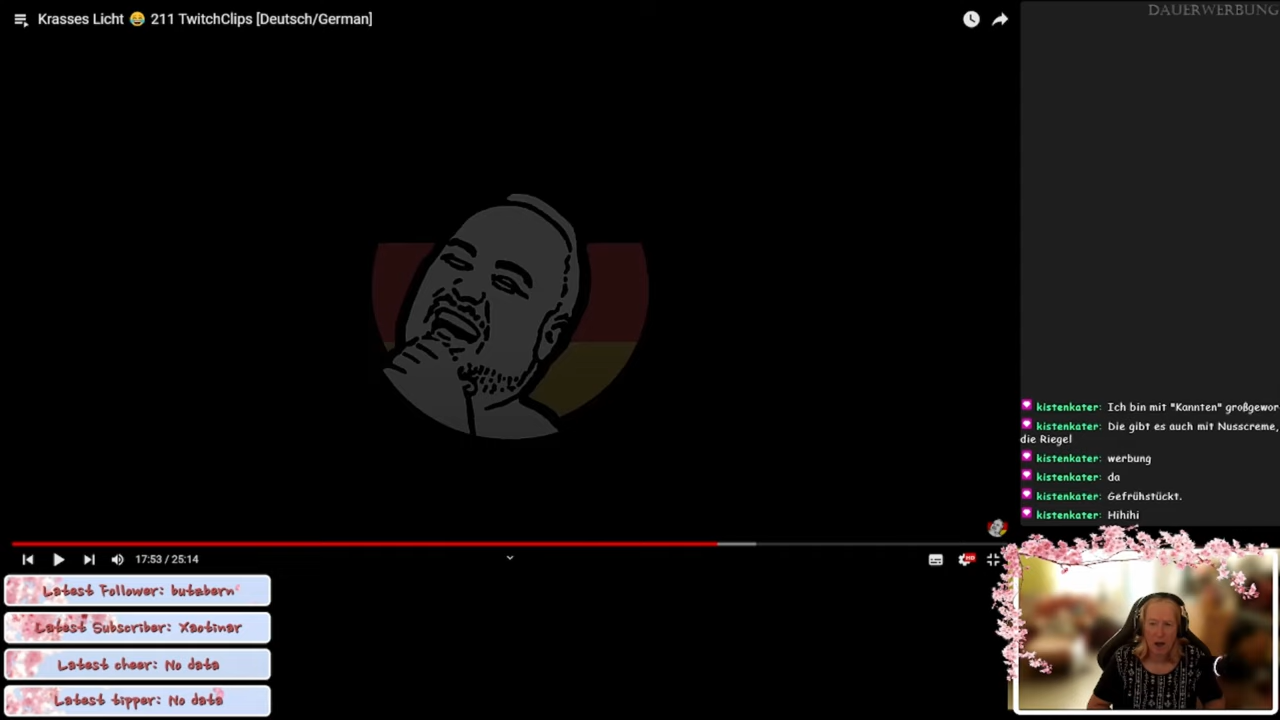 Krasses Licht 😂 211 TwitchClips [Deutsch/German]
DAUERWERBUNG
kistenkater: Ich bin mit "Kannten" großgewor
kistenkater: Die gibt es auch mit Nusscreme,
die Riegel
kistenkater: werbung
kistenkater: da
kistenkater: Gefrühstückt.
kistenkater: Hihihi
17:53 / 25:14
HD
Latest Follower: butabern
Latest Subscriber: Xaotinar
Latest cheer: No data
Latest tipper: No data